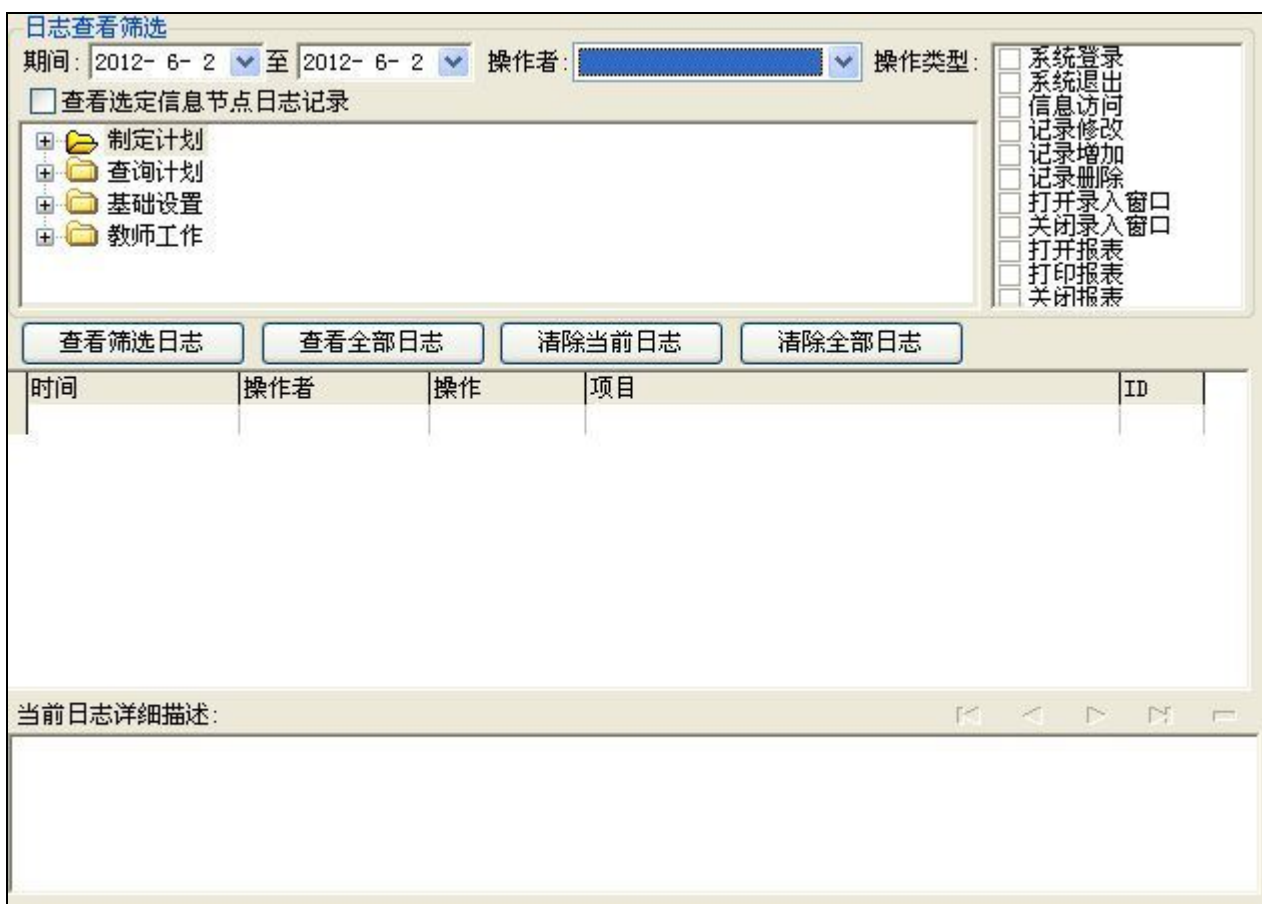 日志查看筛选
期间: 2012- 6- 2 至 2012- 6- 2 操作者: 操作类型:
系统登录
系统退出
信息访问
记录修改
记录增加
记录删除
打开录入窗口
关闭录入窗口
打开报表
打印报表
关闭报表
查看选定信息节点日志记录
制定计划
查询计划
基础设置
教师工作
查看筛选日志 查看全部日志 清除当前日志 清除全部日志
时间 操作者 操作 项目 ID
当前日志详细描述: